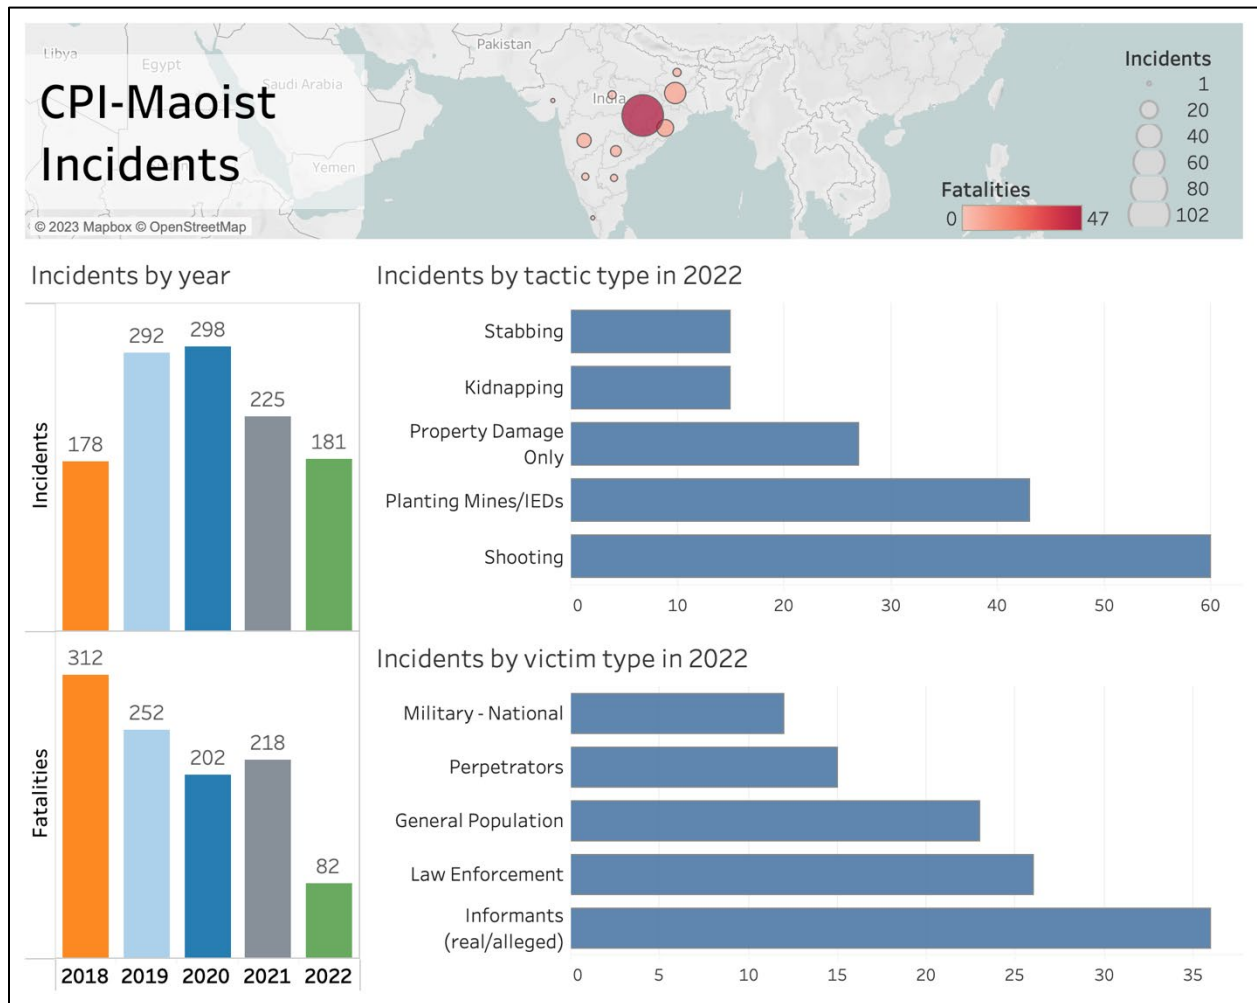 Libya
Egypt
Saudi Arabia
Yemen
Pakistan
India
CPI-Maoist
Incidents
© 2023 Mapbox © OpenStreetMap
Incidents
1
20
40
60
80
102
Fatalities
0
47
Incidents by year
Incidents
178
292
298
225
181
Fatalities
312
252
202
218
82
2018 2019 2020 2021 2022
Incidents by tactic type in 2022
Stabbing
Kidnapping
Property Damage
Only
Planting Mines/IEDs
Shooting
0 10 20 30 40 50 60
Incidents by victim type in 2022
Military - National
Perpetrators
General Population
Law Enforcement
Informants
(real/alleged)
0 5 10 15 20 25 30 35